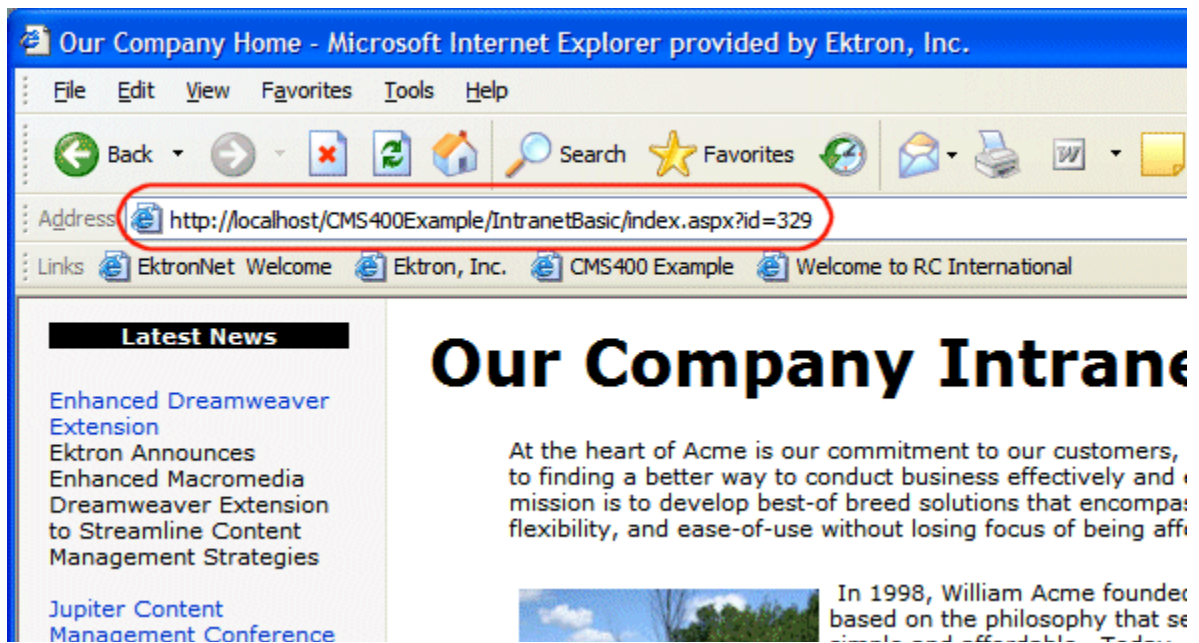 Our Company Home - Microsoft Internet Explorer provided by Ektron, Inc.
File Edit View Favorites Tools Help
Back Search Favorites
Address http://localhost/CMS400Example/IntranetBasic/index.aspx?id=329
Links EktronNet Welcome Ektron, Inc. CMS400 Example Welcome to RC International
Latest News
Enhanced Dreamweaver
Extension
Ektron Announces
Enhanced Macromedia
Dreamweaver Extension
to Streamline Content
Management Strategies
Jupiter Content
Management Conference
Our Company
At the heart of Acme is our commitment to our customers,
to finding a better way to conduct business effectively and
mission is to develop best-of breed solutions that
flexibility, and ease-of-use without losing focus of being
In 1998, William Acme founded
based on the philosophy that
simple and affordable. Today